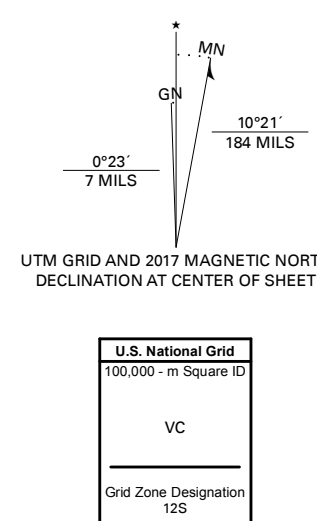 ★
MN
GN
10°21´
184 MILS
0°23´
7 MILS
UTM GRID AND 2017 MAGNETIC NORT
DECLINATION AT CENTER OF SHEET
U.S. National Grid
100,000 - m Square ID
VC
Grid Zone Designation
12S